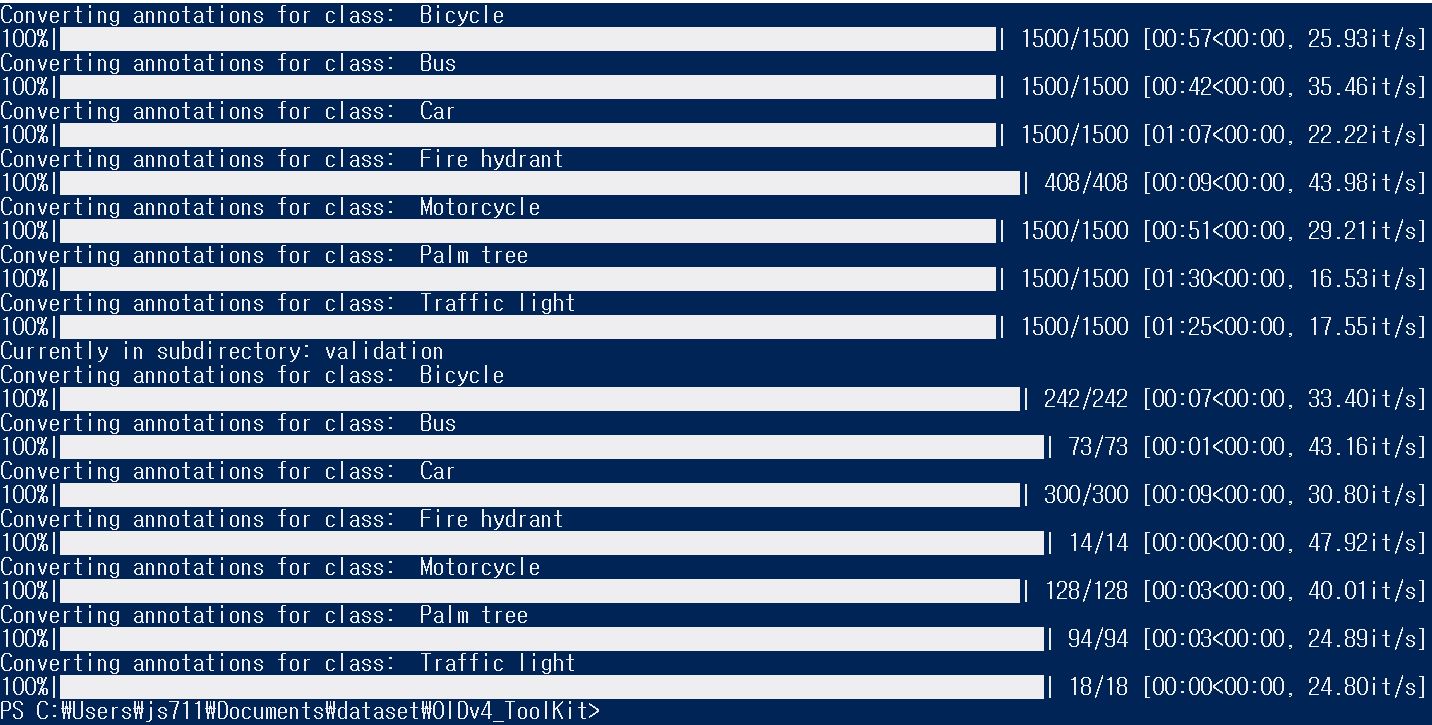 Converting annotations for class:  Bicycle
100%|| 1500/1500 [00:57<00:00, 25.93it/s]
Converting annotations for class:  Bus
100%|| 1500/1500 [00:42<00:00, 35.46it/s]
Converting annotations for class:  Car
100%|| 1500/1500 [01:07<00:00, 22.22it/s]
Converting annotations for class:  Fire hydrant
100%|| 408/408 [00:09<00:00, 43.98it/s]
Converting annotations for class:  Motorcycle
100%|| 1500/1500 [00:51<00:00, 29.21it/s]
Converting annotations for class:  Palm tree
100%|| 1500/1500 [01:30<00:00, 16.53it/s]
Converting annotations for class:  Traffic light
100%|| 1500/1500 [01:25<00:00, 17.55it/s]
Currently in subdirectory: validation
Converting annotations for class:  Bicycle
100%|| 242/242 [00:07<00:00, 33.40it/s]
Converting annotations for class:  Bus
100%|| 73/73 [00:01<00:00, 43.16it/s]
Converting annotations for class:  Car
100%|| 300/300 [00:09<00:00, 30.80it/s]
Converting annotations for class:  Fire hydrant
100%|| 14/14 [00:00<00:00, 47.92it/s]
Converting annotations for class:  Motorcycle
100%|| 128/128 [00:03<00:00, 40.01it/s]
Converting annotations for class:  Palm tree
100%|| 94/94 [00:03<00:00, 24.89it/s]
Converting annotations for class:  Traffic light
100%|| 18/18 [00:00<00:00, 24.80it/s]
PS C:₩Users₩js711₩Documents₩dataset₩OIDv4_ToolKit>